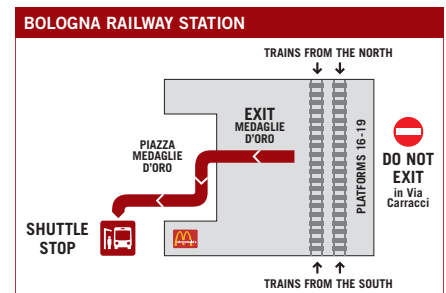 BOLOGNA RAILWAY STATION
TRAINS FROM THE NORTH
EXIT
MEDAGLIE
D'ORO
PIAZZA
MEDAGLIE
D'ORO
PLATFORMS 16-19
DO NOT
EXIT
in Via
Carracci
SHUTTLE
STOP
TRAINS FROM THE SOUTH